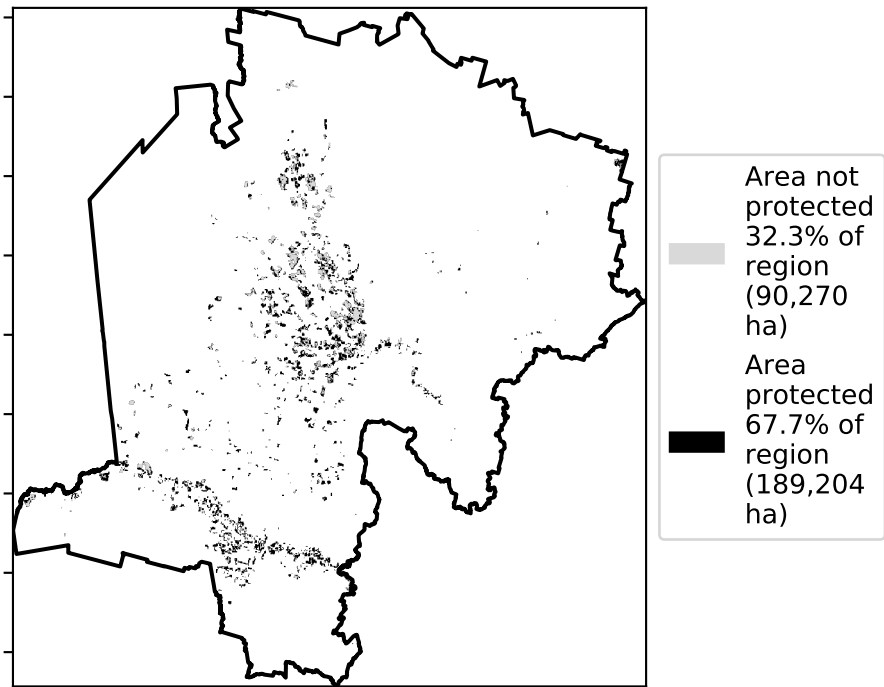 Area not
protected
32.3% of
region
(90,270
ha)
Area
protected
67.7% of
region
(189,204
ha)